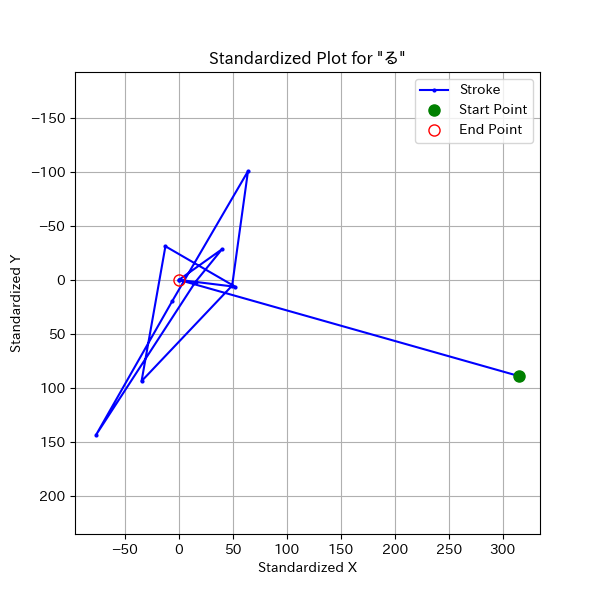 Standardized Plot for "る"
Stroke
Start Point
End Point
Standardized Y
−150
−100
−50
0
50
100
150
200
−50 0 50 100 150 200 250 300
Standardized X